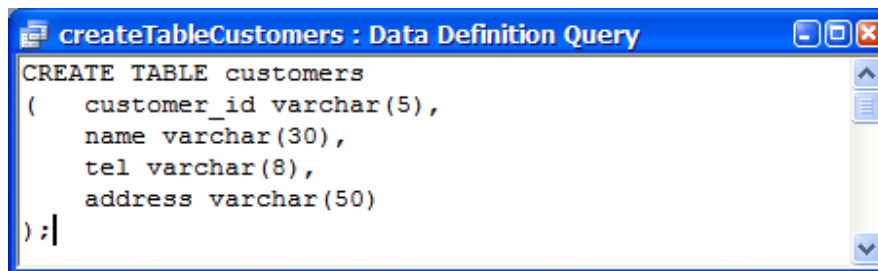 createTableCustomers : Data Definition Query
CREATE TABLE customers
(   customer_id varchar(5),
    name varchar(30),
    tel varchar(8),
    address varchar(50)
);